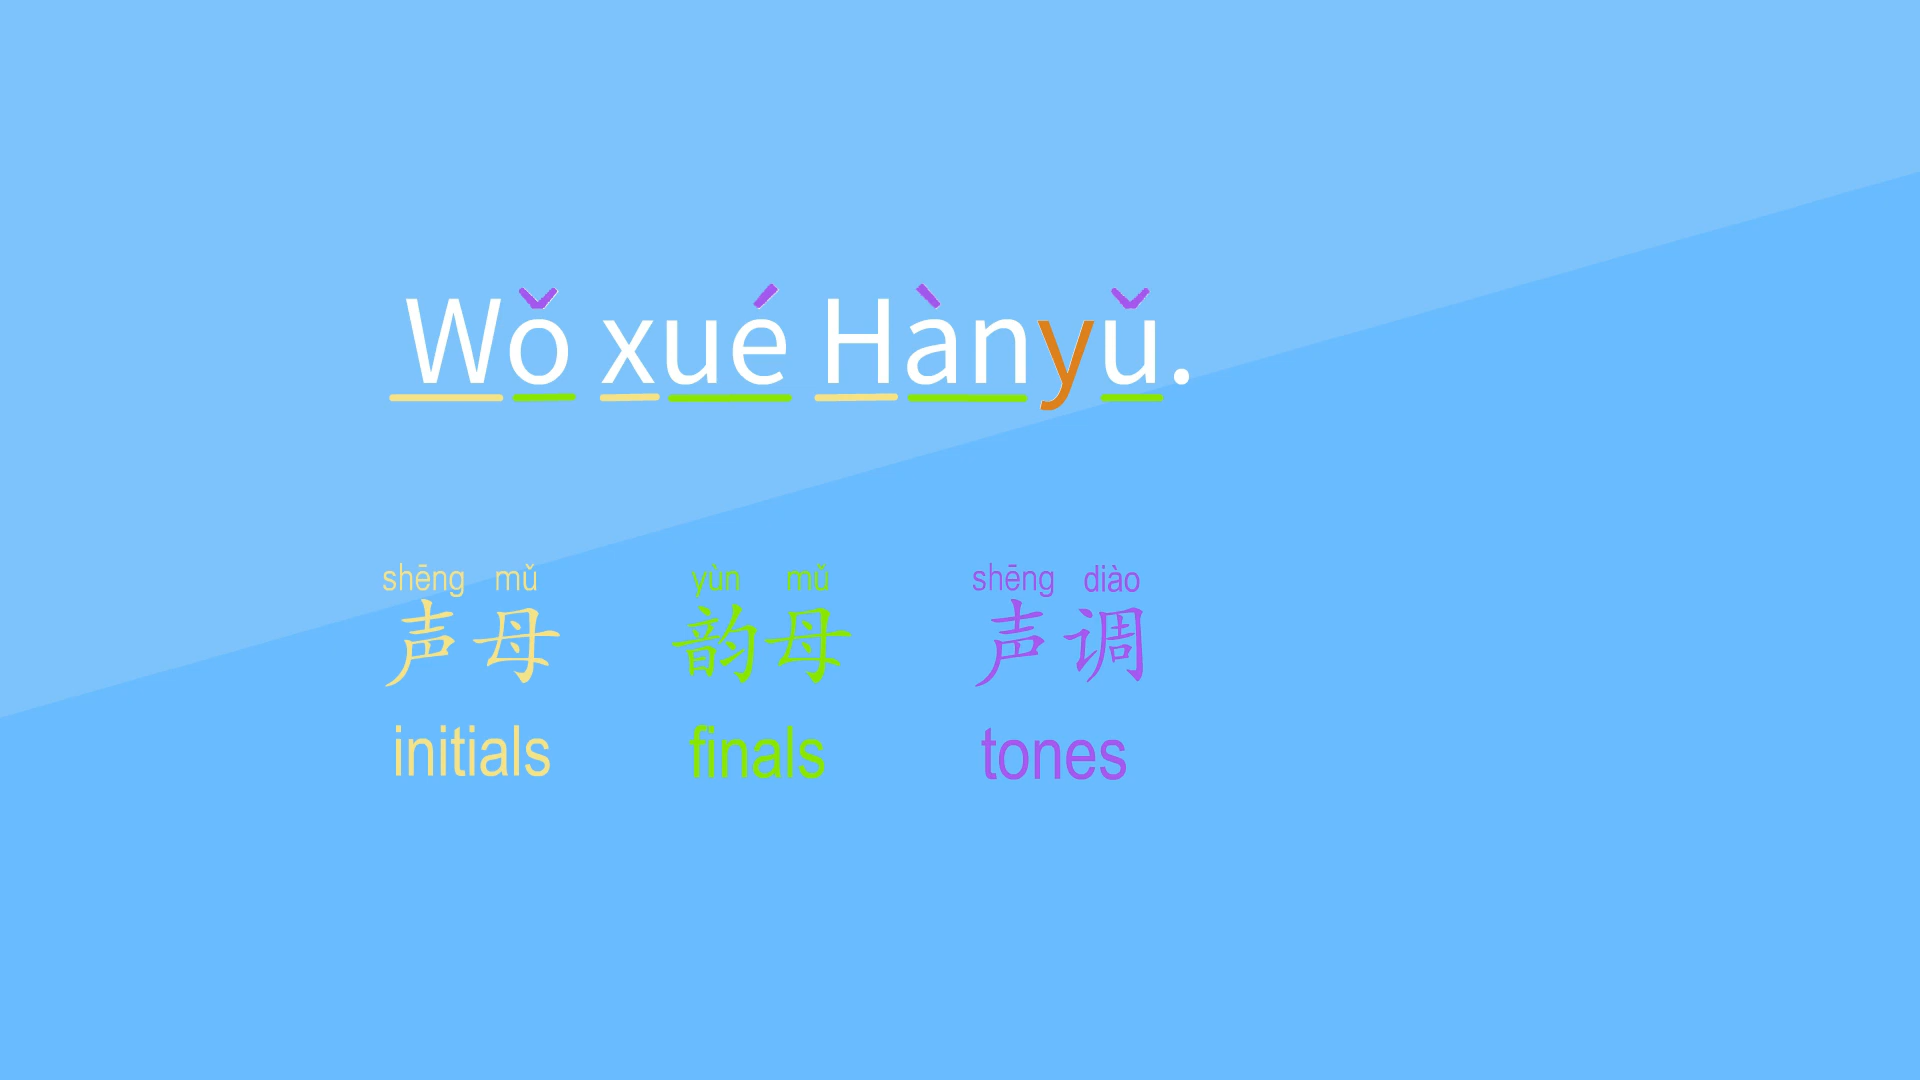 Wǒ xué Hànyǔ.
shēng mǔ yùn mǔ shēng diào
声母 韵母 声调
initials finals tones